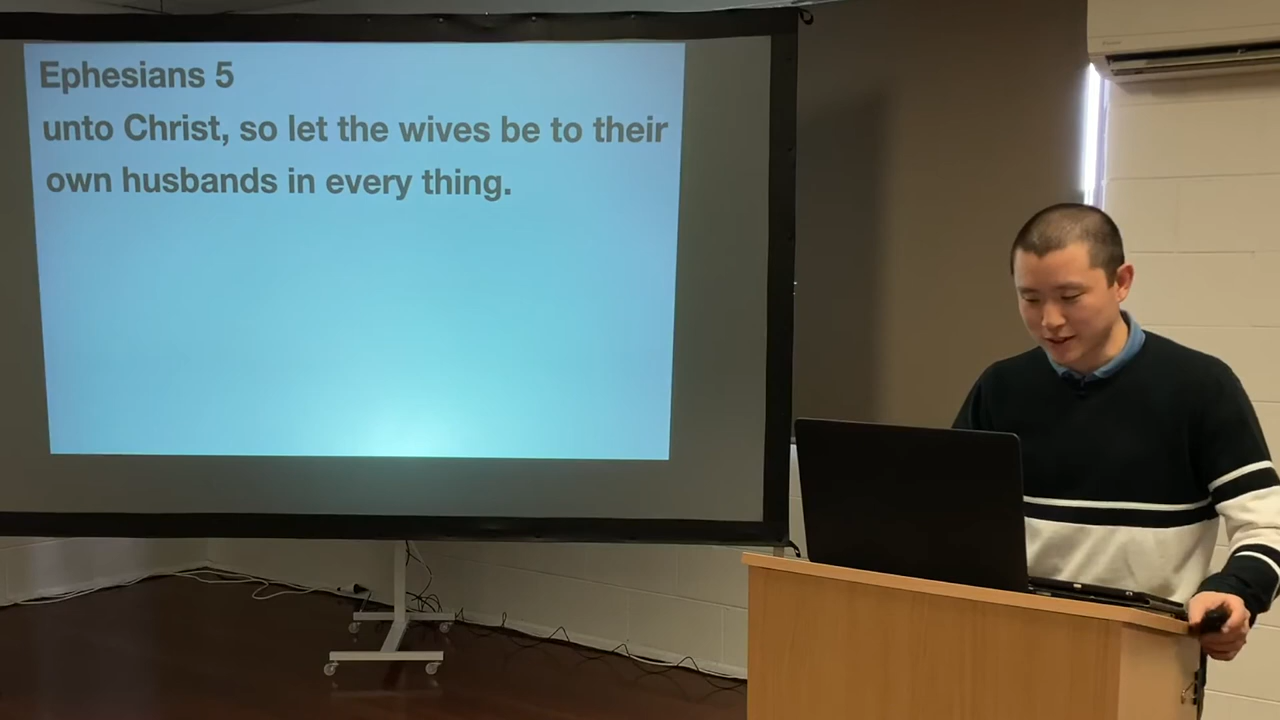 Ephesians 5
unto Christ, so let the wives be to their
own husbands in every thing.